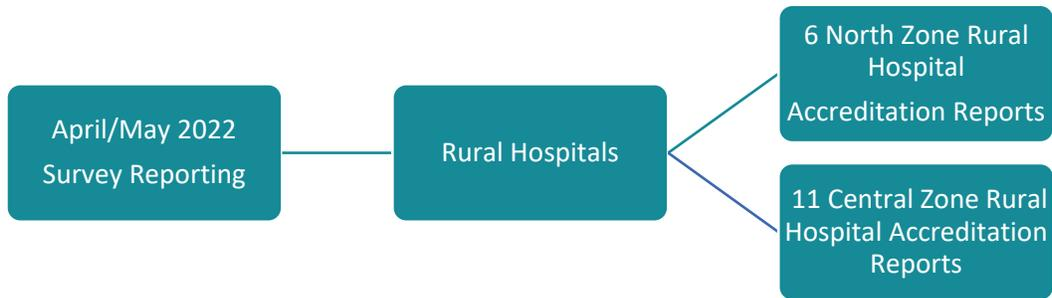 April/May 2022
Survey Reporting
Rural Hospitals
6 North Zone Rural
Hospital
Accreditation Reports
11 Central Zone Rural
Hospital Accreditation
Reports